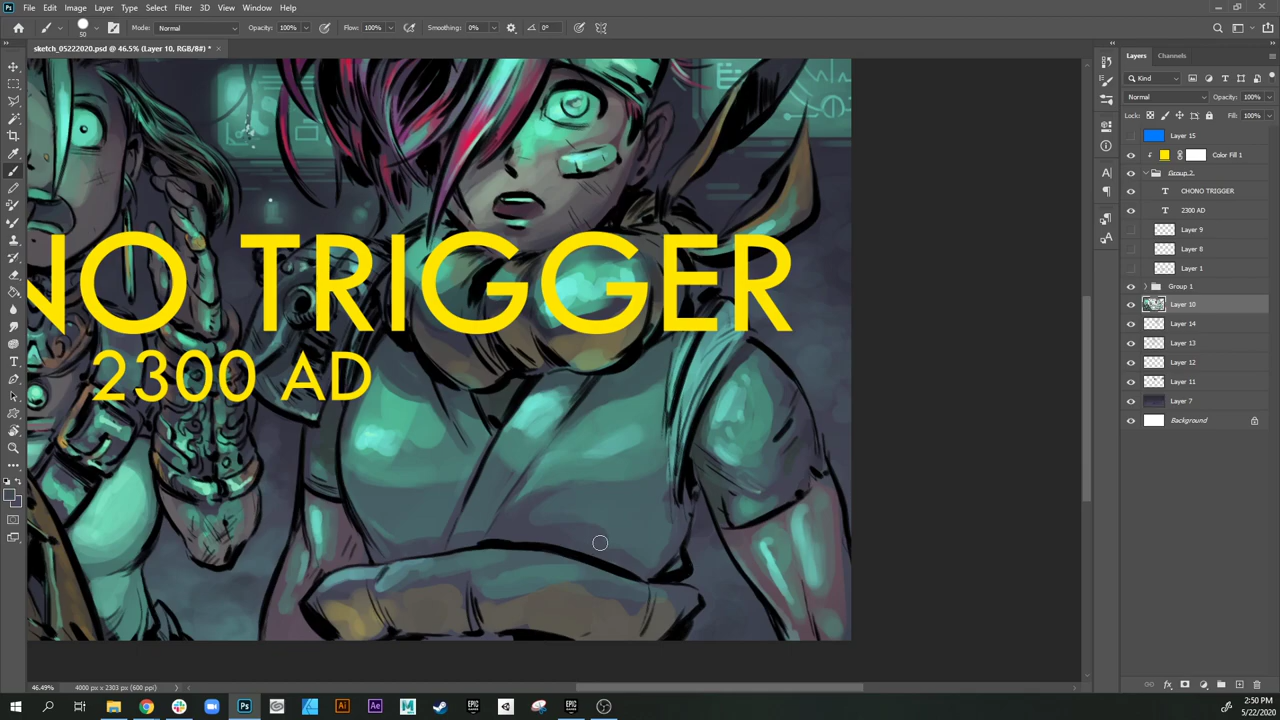 File Edit Image Layer Type Select Filter 3D View Window Help
50 Mode: Normal Opacity: 100% Flow: 100% Smoothing: 0% 0°
sketch_05222020.psd @ 46.5% (Layer 10, RGB/8#) *
Layers Channels
Kind
Normal Opacity: 100%
Lock: Fill: 100%
Layer 15
Color Fill 1
Group 2
CHONO TRIGGER
2300 AD
Layer 9
Layer 8
Layer 1
Group 1
Layer 10
Layer 14
Layer 13
Layer 12
Layer 11
Layer 7
Background
NO TRIGGER
2300 AD
46.49% 4000 px x 2303 px (600 ppi)
2:50 PM
5/22/2020